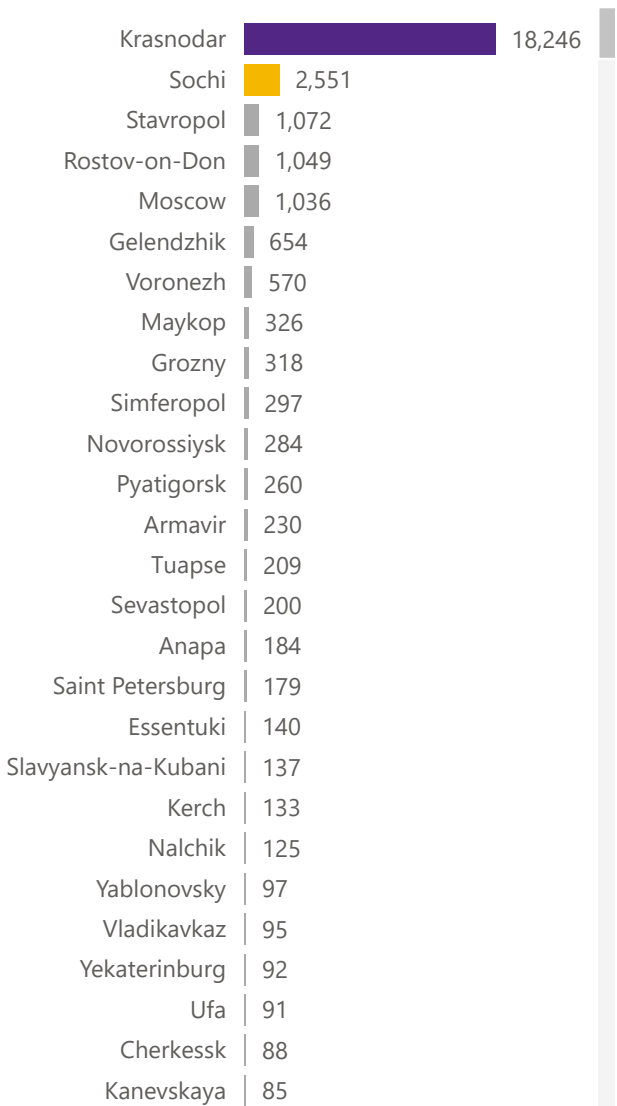 Krasnodar 18,246
Sochi 2,551
Stavropol 1,072
Rostov-on-Don 1,049
Moscow 1,036
Gelendzhik 654
Voronezh 570
Maykop 326
Grozny 318
Simferopol 297
Novorossiysk 284
Pyatigorsk 260
Armavir 230
Tuapse 209
Sevastopol 200
Anapa 184
Saint Petersburg 179
Essentuki 140
Slavyansk-na-Kubani 137
Kerch 133
Nalchik 125
Yablonovsky 97
Vladikavkaz 95
Yekaterinburg 92
Ufa 91
Cherkessk 88
Kanevskaya 85